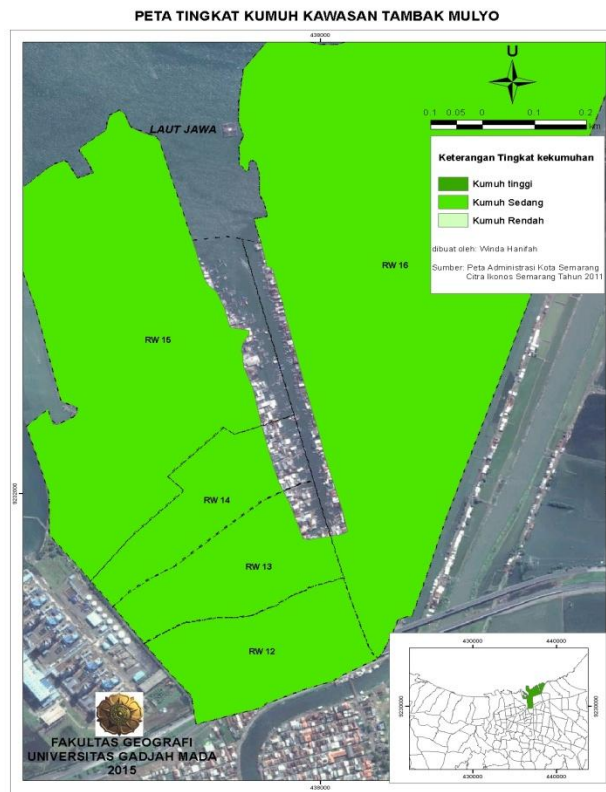 PETA TINGKAT KUMUH KAWASAN TAMBAK MULYO
438000
U
LAUT JAWA
0.1 0.05 0 0.1 0.2
km
Keterangan Tingkat kekumuhan
Kumuh tinggi
Kumuh Sedang
Kumuh Rendah
dibuat oleh: Winda Hanifah
Sumber: Peta Administrasi Kota Semarang
Citra Ikonos Semarang Tahun 2011
RW 16
RW 15
RW 14
RW 13
RW 12
FAKULTAS GEOGRAFI
UNIVERSITAS GADJAH MADA
2015
430000 440000
430000 440000
438000